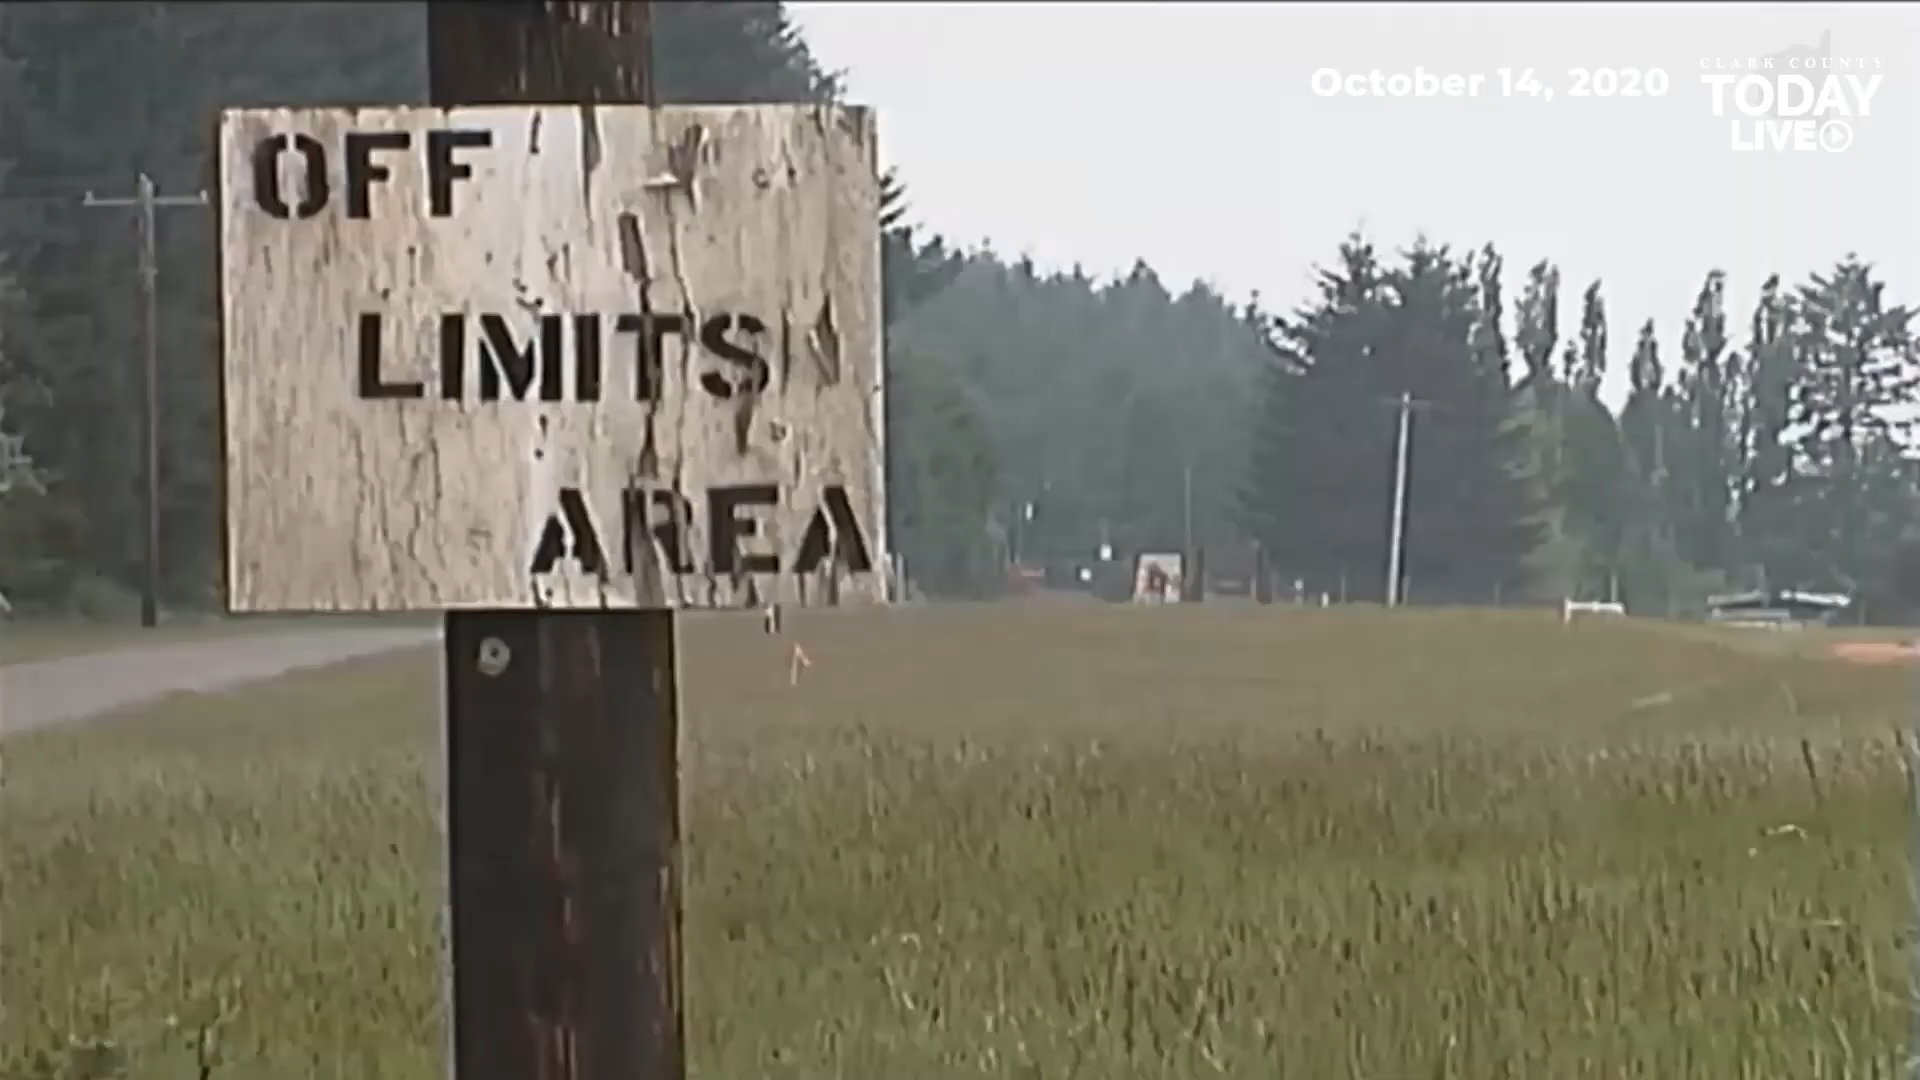 OFF
LIMITS
AREA
October 14, 2020
CLARK COUNTY
TODAY
LIVE